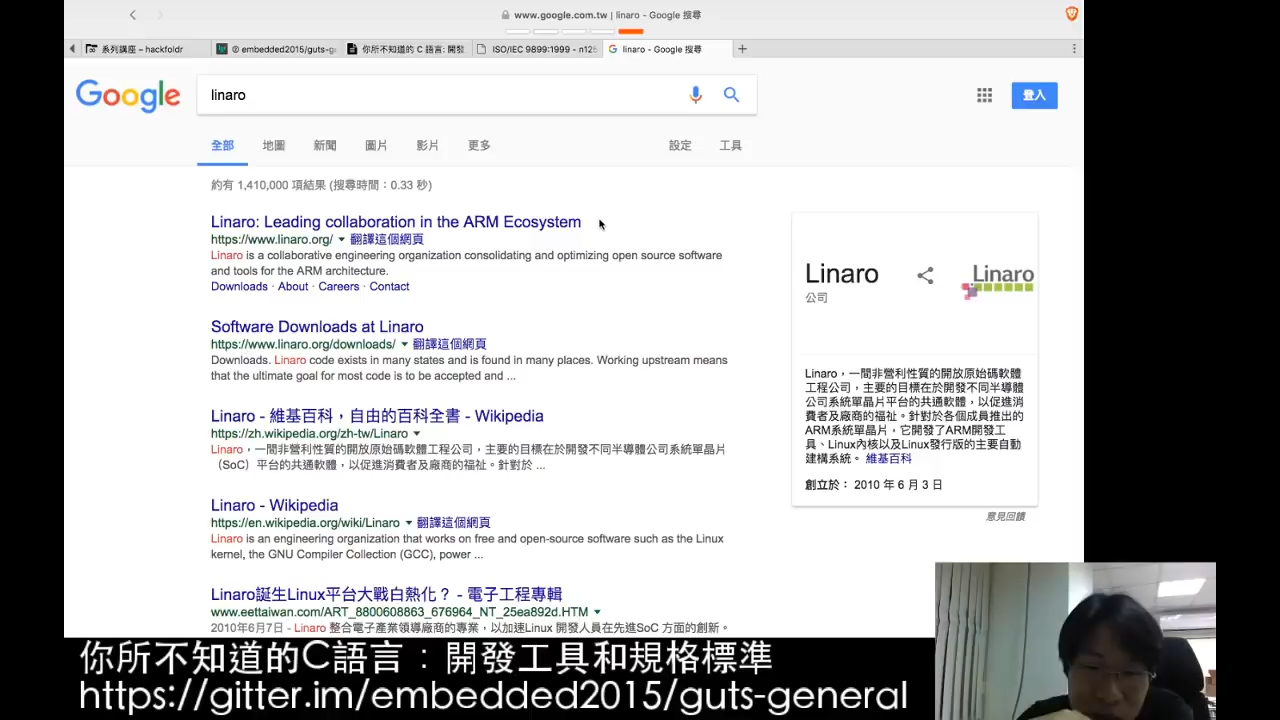 www.google.com.tw | linaro - Google 搜尋
系列講座 – hackfoldr
embedded2015/guts-g
你所不知道的 C 語言: 開發
ISO/IEC 9899:1999 - n125
linaro - Google 搜尋
Google
linaro
登入
全部 地圖 新聞 圖片 影片 更多 設定 工具
約有 1,410,000 項結果 (搜尋時間:0.33 秒)
Linaro: Leading collaboration in the ARM Ecosystem
https://www.linaro.org/ 翻譯這個網頁
Linaro is a collaborative engineering organization consolidating and optimizing open source software
and tools for the ARM architecture.
Downloads · About · Careers · Contact
Software Downloads at Linaro
https://www.linaro.org/downloads/ 翻譯這個網頁
Downloads. Linaro code exists in many states and is found in many places. Working upstream means
that the ultimate goal for most code is to be accepted and ...
Linaro - 維基百科，自由的百科全書 - Wikipedia
https://zh.wikipedia.org/zh-tw/Linaro
Linaro，一間非營利性質的開放原始碼軟體工程公司，主要的目標在於開發不同半導體公司系統單晶片
（SoC）平台的共通軟體，以促進消費者及廠商的福祉。針對於 ...
Linaro - Wikipedia
https://en.wikipedia.org/wiki/Linaro 翻譯這個網頁
Linaro is an engineering organization that works on free and open-source software such as the Linux
kernel, the GNU Compiler Collection (GCC), power ...
Linaro誕生Linux平台大戰白熱化？ - 電子工程專輯
www.eettaiwan.com/ART_8800608863_676964_NT_25ea892d.HTM
2010年6月7日 - Linaro 整合電子產業領導廠商的專業，以加速Linux 開發人員在先進SoC 方面的創新。
Linaro
公司
Linaro
Linaro，一間非營利性質的開放原始碼軟體
工程公司，主要的目標在於開發不同半導體
公司系統單晶片平台的共通軟體，以促進消
費者及廠商的福祉。針對於各個成員推出的
ARM系統單晶片，它開發了ARM開發工
具、Linux內核以及Linux發行版的主要自動
建構系統。 維基百科
創立於： 2010 年 6 月 3 日
意見回饋
你所不知道的C語言：開發工具和規格標準
https://gitter.im/embedded2015/guts-general